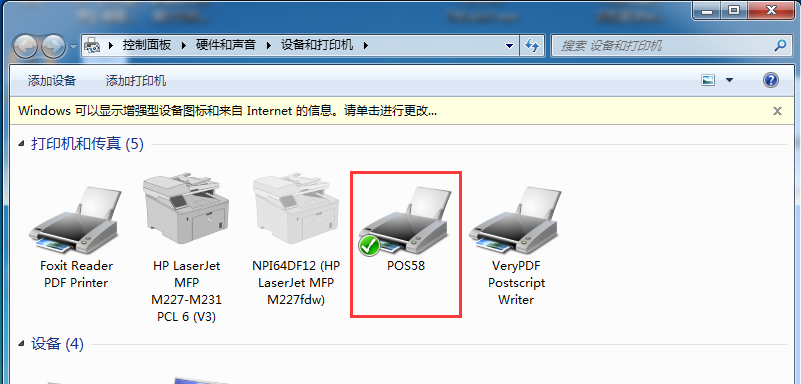 控制面板 硬件和声音 设备和打印机
搜索 设备和打印机
添加设备 添加打印机
Windows 可以显示增强型设备图标和来自 Internet 的信息。请单击进行更改...
打印机和传真 (5)
Foxit Reader
PDF Printer
HP LaserJet
MFP
M227-M231
PCL 6 (V3)
NPI64DF12 (HP
LaserJet MFP
M227fdw)
POS58
VeryPDF
Postscript
Writer
设备 (4)